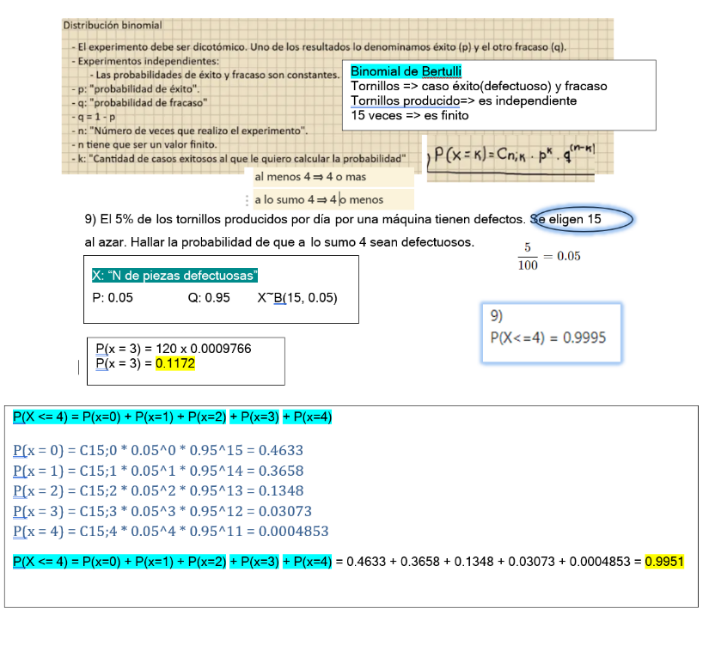 Distribución binomial
- El experimento debe ser dicotómico. Uno de los resultados lo denominamos éxito (p) y el otro fracaso (q).
- Experimentos independientes:
- Las probabilidades de éxito y fracaso son constantes.
- p: "probabilidad de éxito".
- q: "probabilidad de fracaso"
- q = 1 - p
- n: "Número de veces que realizo el experimento".
- n tiene que ser un valor finito.
- k: "Cantidad de casos exitosos al que le quiero calcular la probabilidad"
Binomial de Bertulli
Tornillos => caso éxito(defectuoso) y fracaso
Tornillos producido=> es independiente
15 veces => es finito
P(X=K)=Cn,K . p^K . q^(n-K)
al menos 4 ⇒ 4 o mas
a lo sumo 4 ⇒ 4 o menos
9) El 5% de los tornillos producidos por día por una máquina tienen defectos. Se eligen 15
al azar. Hallar la probabilidad de que a lo sumo 4 sean defectuosos.
5/100 = 0.05
X: "N de piezas defectuosas"
P: 0.05 Q: 0.95 X~B(15, 0.05)
9)
P(X<=4) = 0.9995
P(x = 3) = 120 x 0.0009766
P(x = 3) = 0.1172
P(X <= 4) = P(x=0) + P(x=1) + P(x=2) + P(x=3) + P(x=4)
P(x = 0) = C15;0 * 0.05^0 * 0.95^15 = 0.4633
P(x = 1) = C15;1 * 0.05^1 * 0.95^14 = 0.3658
P(x = 2) = C15;2 * 0.05^2 * 0.95^13 = 0.1348
P(x = 3) = C15;3 * 0.05^3 * 0.95^12 = 0.03073
P(x = 4) = C15;4 * 0.05^4 * 0.95^11 = 0.0004853
P(X <= 4) = P(x=0) + P(x=1) + P(x=2) + P(x=3) + P(x=4) = 0.4633 + 0.3658 + 0.1348 + 0.03073 + 0.0004853 = 0.9951